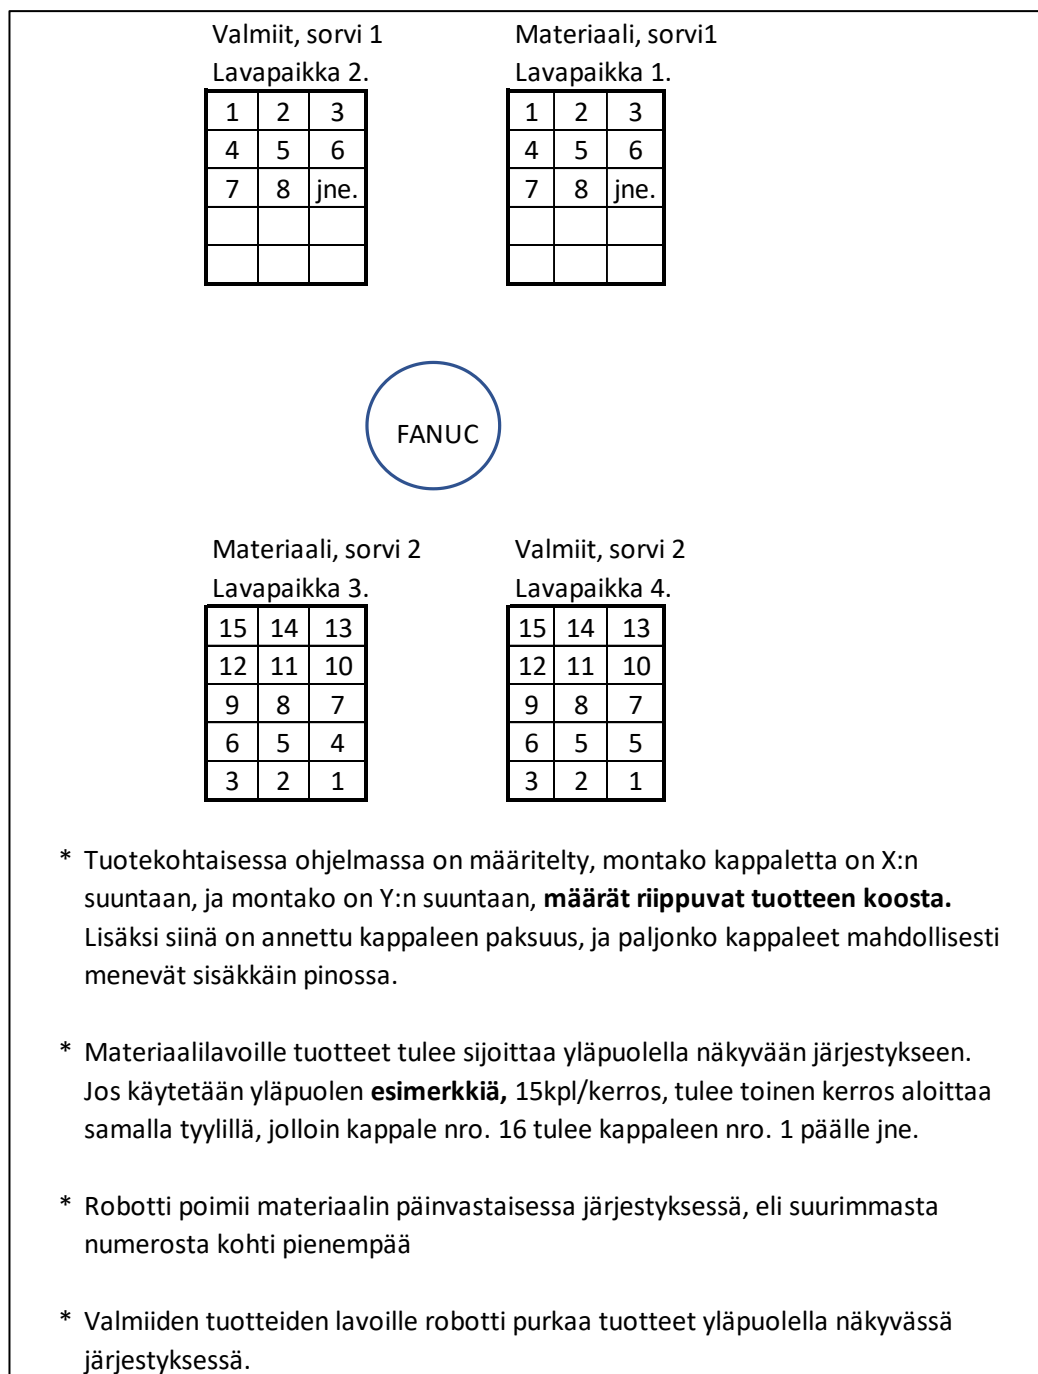 Valmiit, sorvi 1 Materiaali, sorvi1
Lavapaikka 2. Lavapaikka 1.
1 2 3 1 2 3
4 5 6 4 5 6
7 8 jne. 7 8 jne.
FANUC
Materiaali, sorvi 2 Valmiit, sorvi 2
Lavapaikka 3. Lavapaikka 4.
15 14 13 15 14 13
12 11 10 12 11 10
9 8 7 9 8 7
6 5 4 6 5 5
3 2 1 3 2 1
* Tuotekohtaisessa ohjelmassa on määritelty, montako kappaletta on X:n
suuntaan, ja montako on Y:n suuntaan, määrät riippuvat tuotteen koosta.
Lisäksi siinä on annettu kappaleen paksuus, ja paljonko kappaleet mahdollisesti
menevät sisäkkäin pinossa.
* Materiaalilavoille tuotteet tulee sijoittaa yläpuolella näkyvään järjestykseen.
Jos käytetään yläpuolen esimerkkiä, 15kpl/kerros, tulee toinen kerros aloittaa
samalla tyylillä, jolloin kappale nro. 16 tulee kappaleen nro. 1 päälle jne.
* Robotti poimii materiaalin päinvastaisessa järjestyksessä, eli suurimmasta
numerosta kohti pienempää
* Valmiiden tuotteiden lavoille robotti purkaa tuotteet yläpuolella näkyvässä
järjestyksessä.